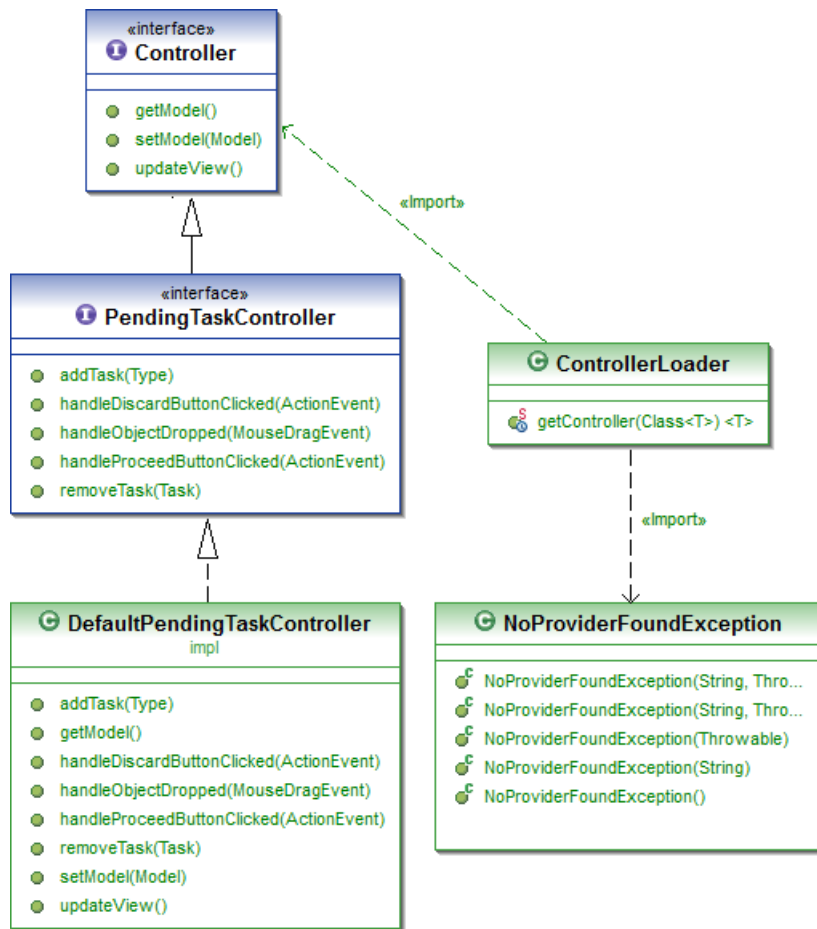 «interface»
Controller
getModel()
setModel(Model)
updateView()
«Import»
«interface»
PendingTaskController
addTask(Type)
handleDiscardButtonClicked(ActionEvent)
handleObjectDropped(MouseDragEvent)
handleProceedButtonClicked(ActionEvent)
removeTask(Task)
ControllerLoader
getController(Class<T>) <T>
«Import»
DefaultPendingTaskController
impl
addTask(Type)
getModel()
handleDiscardButtonClicked(ActionEvent)
handleObjectDropped(MouseDragEvent)
handleProceedButtonClicked(ActionEvent)
removeTask(Task)
setModel(Model)
updateView()
NoProviderFoundException
NoProviderFoundException(String, Thro...
NoProviderFoundException(String, Thro...
NoProviderFoundException(Throwable)
NoProviderFoundException(String)
NoProviderFoundException()